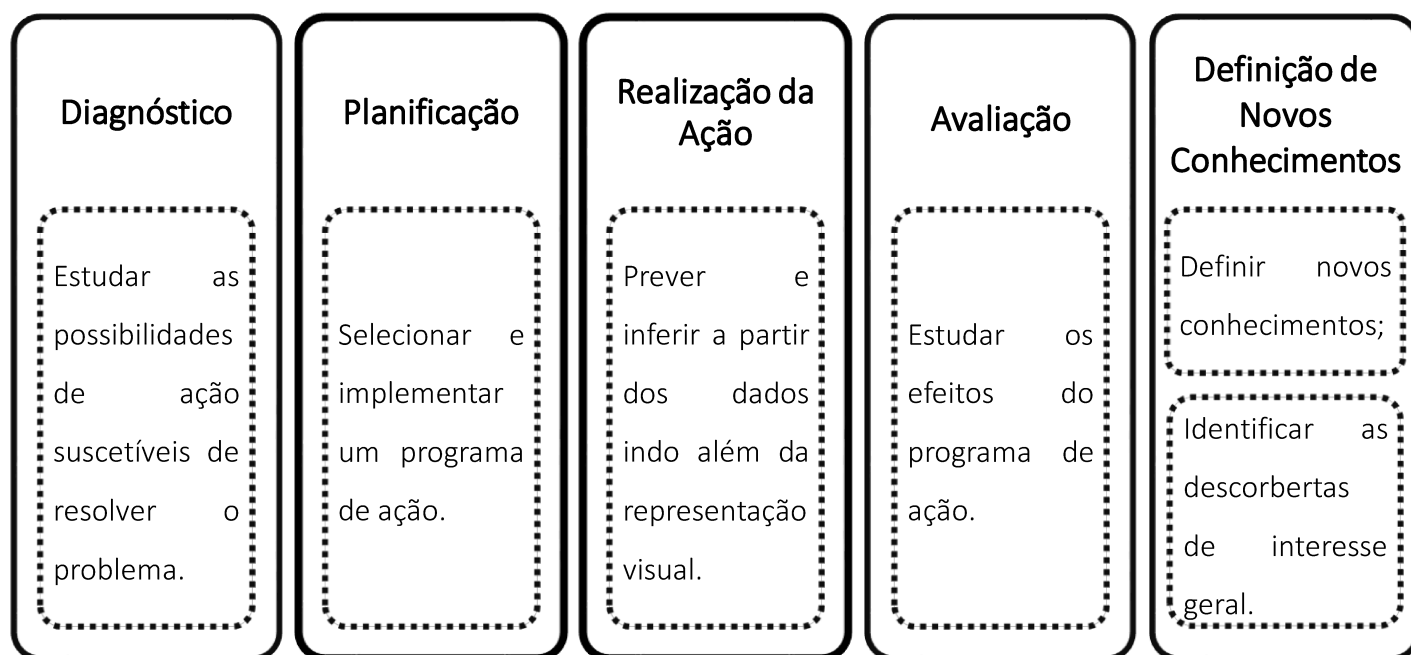 Diagnóstico
Estudar as
possibilidades
de ação
suscetíveis de
resolver o
problema.
Planificação
Selecionar e
implementar
um programa
de ação.
Realização da
Ação
Prever e
inferir a partir
dos dados
indo além da
representação
visual.
Avaliação
Estudar os
efeitos do
programa de
ação.
Definição de
Novos
Conhecimentos
Definir novos
conhecimentos;
Identificar as
descorbertas
de interesse
geral.